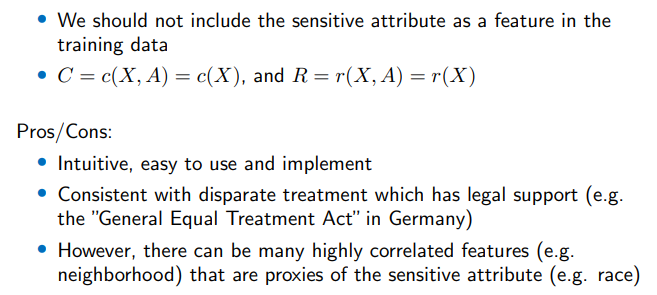 • We should not include the sensitive attribute as a feature in the
training data
• C = c(X, A) = c(X), and R = r(X, A) = r(X)
Pros/Cons:
• Intuitive, easy to use and implement
• Consistent with disparate treatment which has legal support (e.g.
the ”General Equal Treatment Act” in Germany)
• However, there can be many highly correlated features (e.g.
neighborhood) that are proxies of the sensitive attribute (e.g. race)